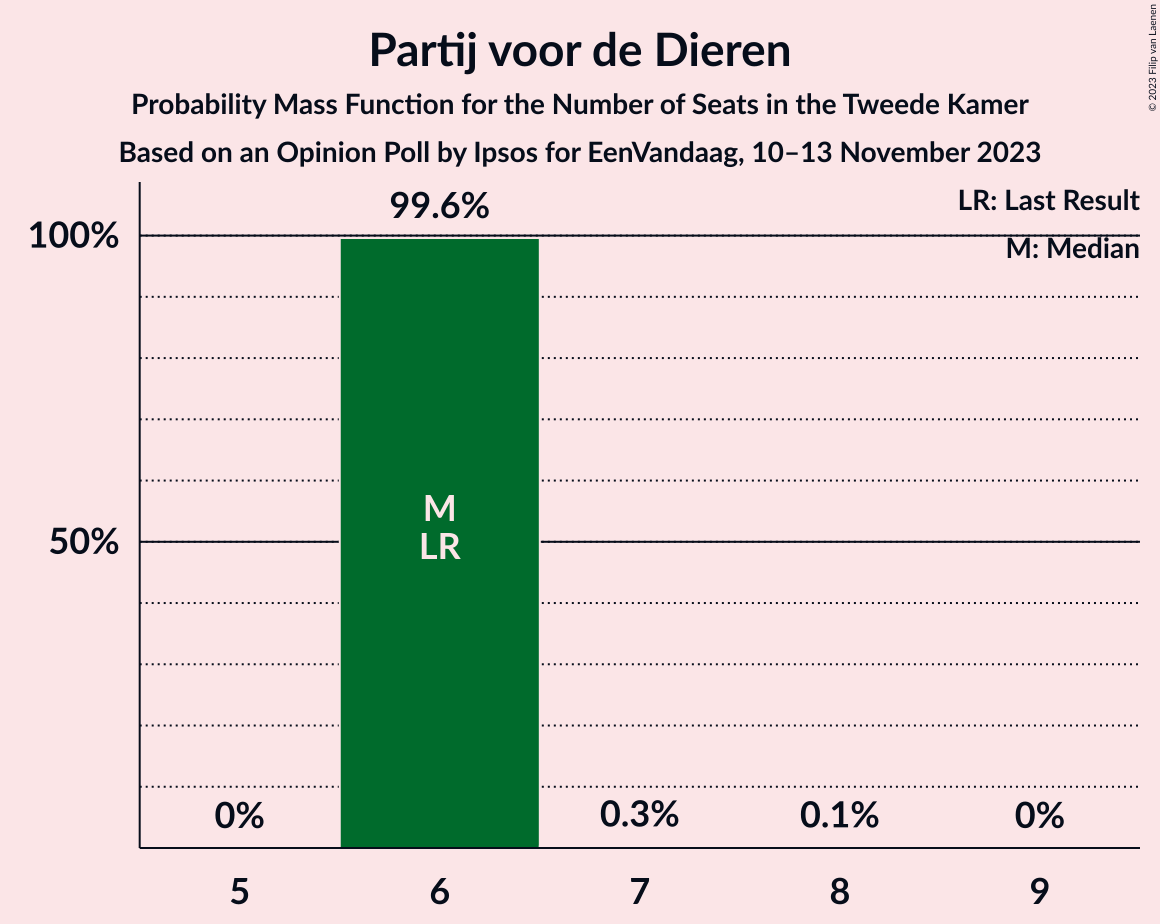 Partij voor de Dieren
Probability Mass Function for the Number of Seats in the Tweede Kamer
Based on an Opinion Poll by Ipsos for EenVandaag, 10–13 November 2023
© 2023 Filip van Laenen
99.6%
LR: Last Result
100%
M: Median
M
50%
LR
0%
0.3%
0.1%
0%
5
6
7
8
9